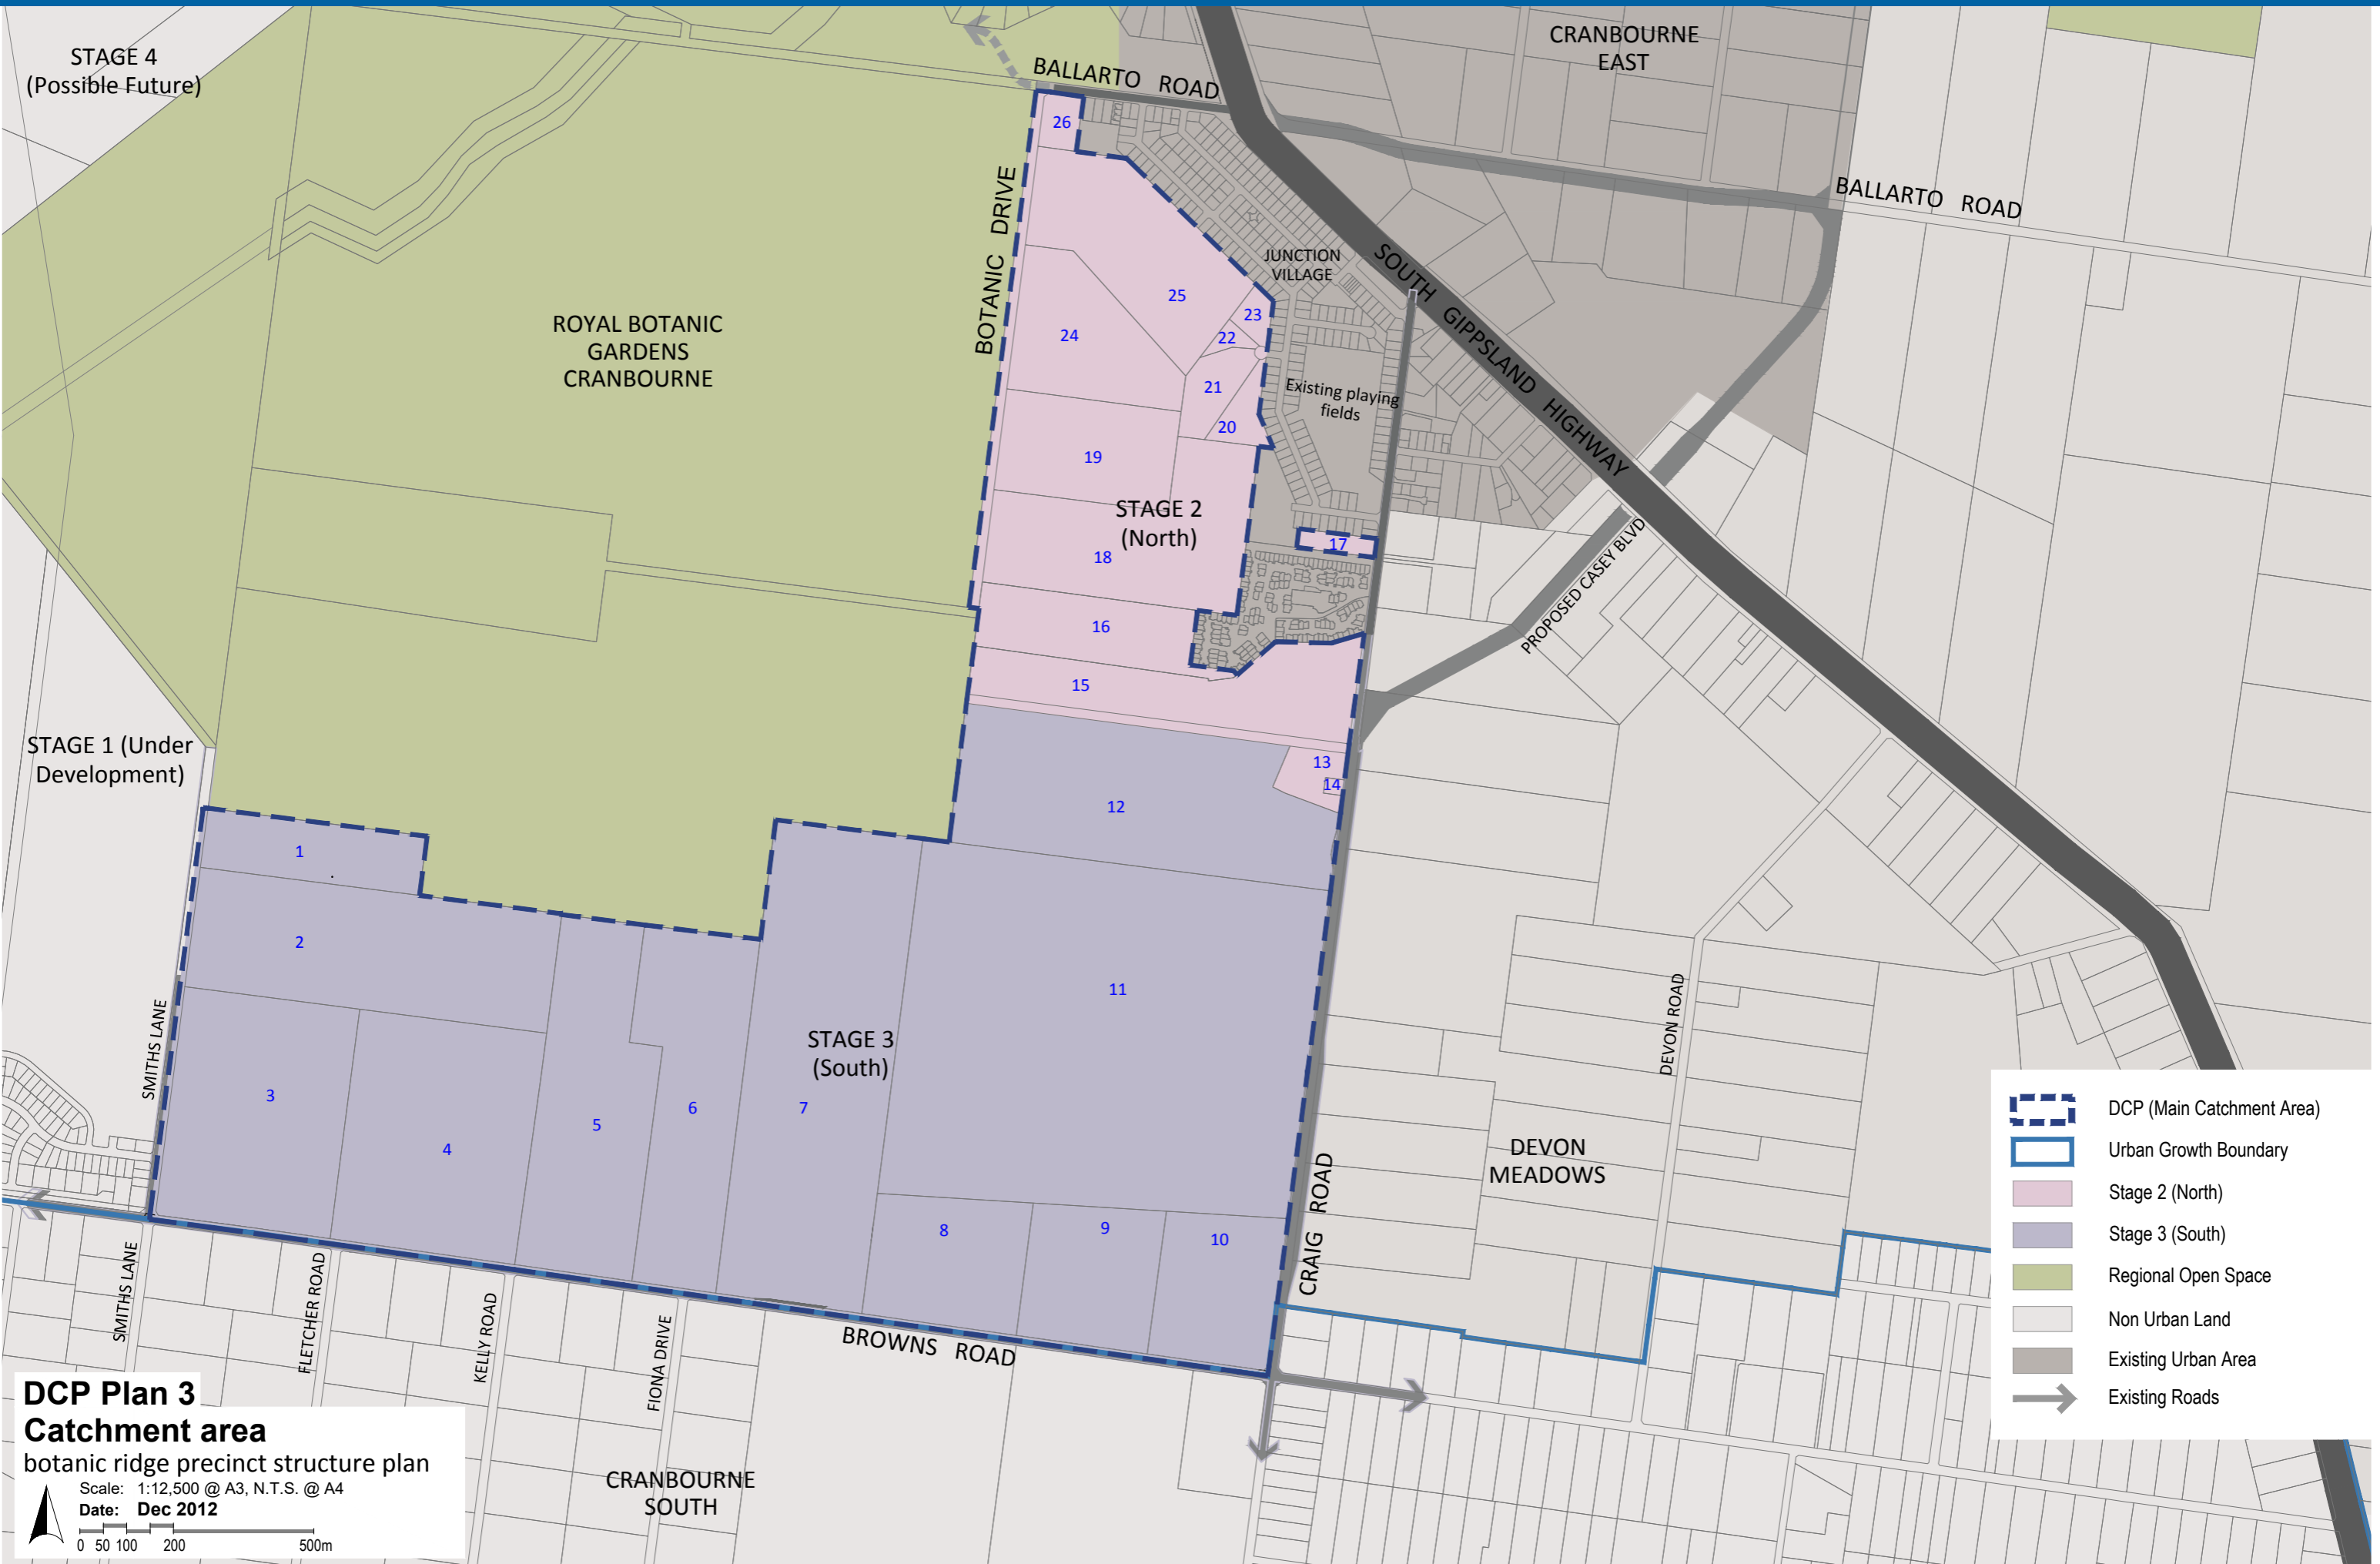 STAGE 4
(Possible Future)
CRANBOURNE
EAST
BALLARTO ROAD
BALLARTO ROAD
26
BOTANIC DRIVE
JUNCTION
VILLAGE
SOUTH GIPPSLAND HIGHWAY
25
23
22
24
ROYAL BOTANIC
GARDENS
CRANBOURNE
21
Existing playing
fields
20
19
STAGE 2
(North)
17
18
PROPOSED CASEY BLVD
16
15
STAGE 1 (Under
Development)
13
14
12
1
2
11
SMITHS LANE
STAGE 3
(South)
DEVON ROAD
3
4
5
6
7
DEVON
MEADOWS
CRAIG ROAD
8
9
10
SMITHS LANE
FLETCHER ROAD
KELLY ROAD
FIONA DRIVE
BROWNS ROAD
CRANBOURNE
SOUTH
DCP (Main Catchment Area)
Urban Growth Boundary
Stage 2 (North)
Stage 3 (South)
Regional Open Space
Non Urban Land
Existing Urban Area
Existing Roads
DCP Plan 3
Catchment area
botanic ridge precinct structure plan
Scale: 1:12,500 @ A3, N.T.S. @ A4
Date: Dec 2012
0 50 100 200 500m